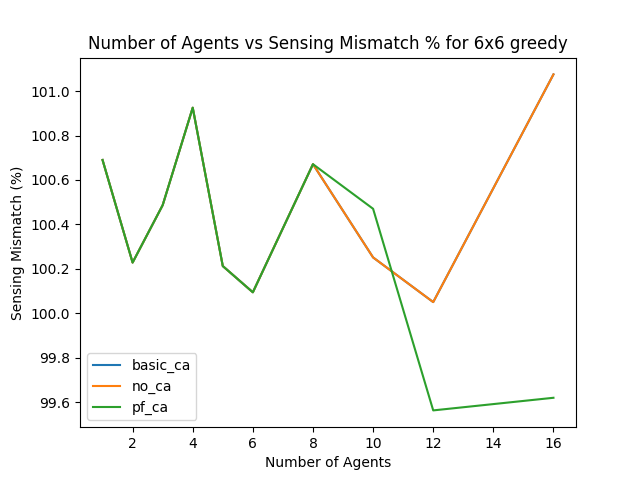 Number of Agents vs Sensing Mismatch % for 6x6 greedy
Sensing Mismatch (%)
101.0
100.8
100.6
100.4
100.2
100.0
99.8
99.6
basic_ca
no_ca
pf_ca
2 4 6 8 10 12 14 16
Number of Agents